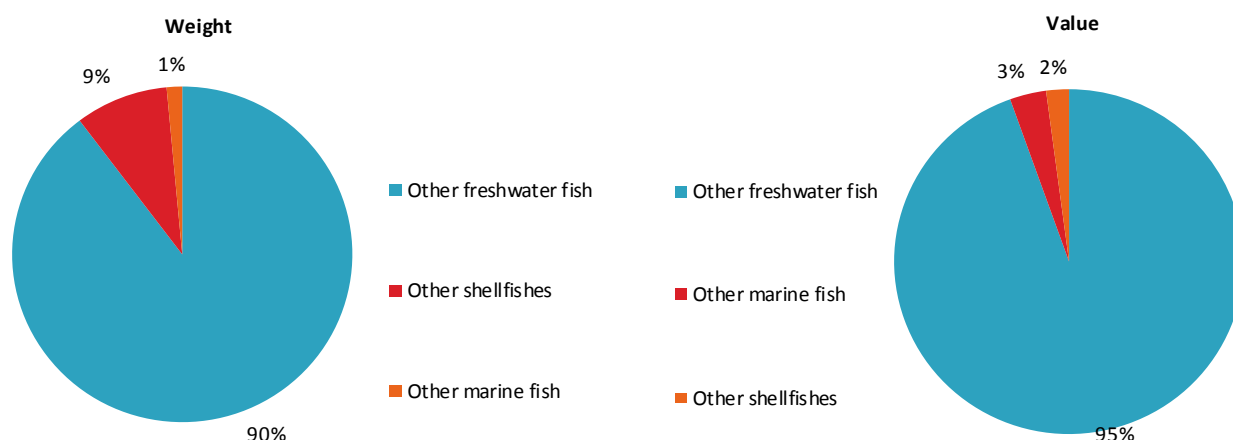 Weight
9%
1%
Other freshwater fish
Other shellfishes
Other marine fish
90%
Value
3%
2%
Other freshwater fish
Other marine fish
Other shellfishes
95%